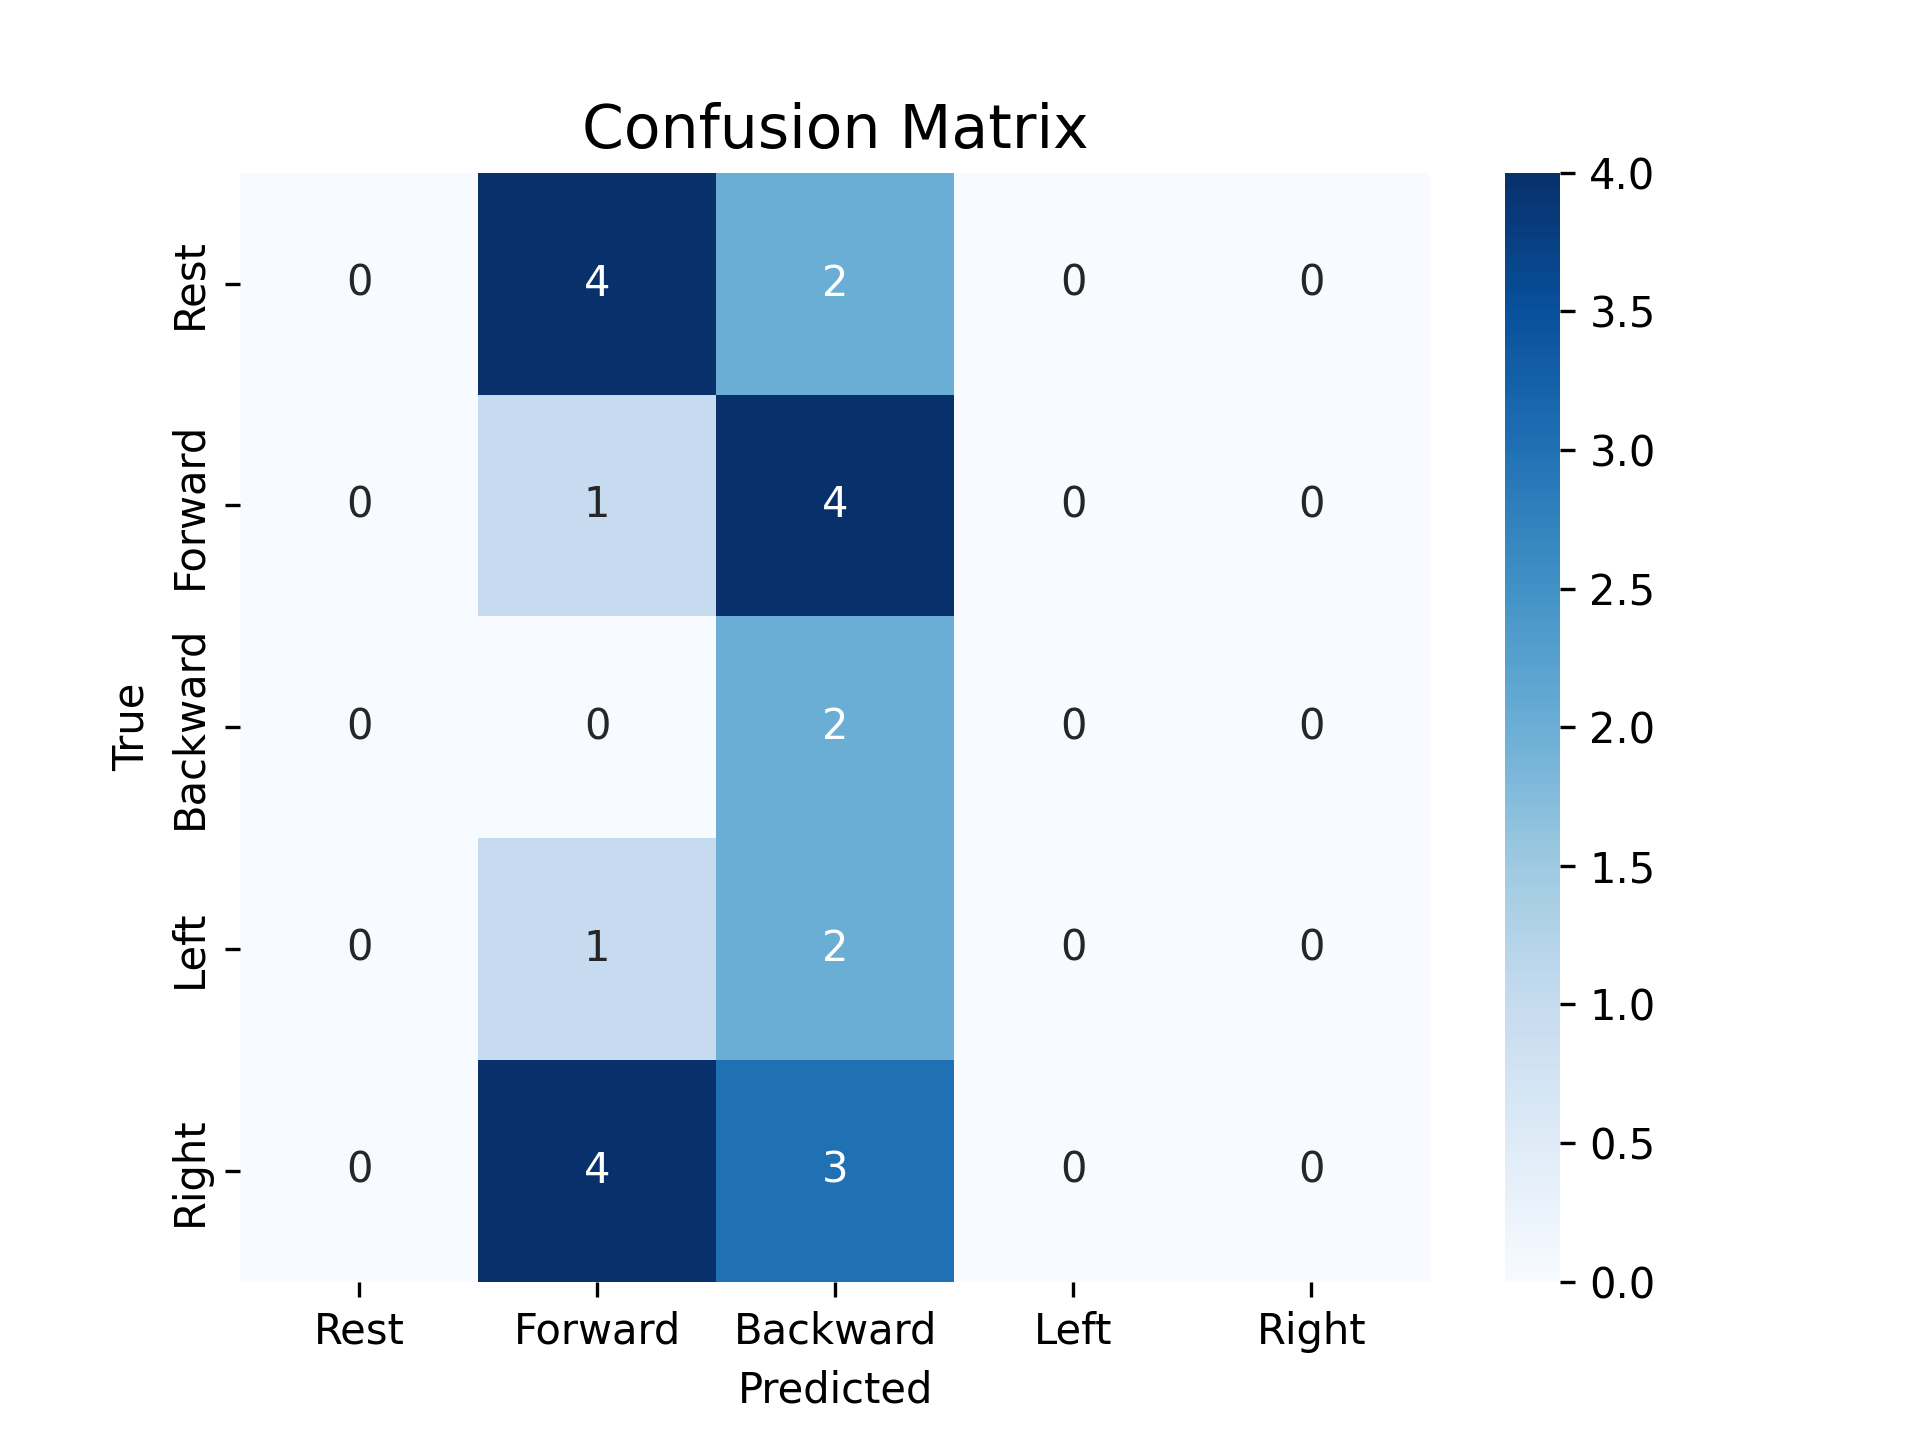 Confusion Matrix
Rest 0 4 2 0 0
Forward 0 1 4 0 0
Backward 0 0 2 0 0
Left 0 1 2 0 0
Right 0 4 3 0 0
True
Rest Forward Backward Left Right
Predicted
4.0
3.5
3.0
2.5
2.0
1.5
1.0
0.5
0.0